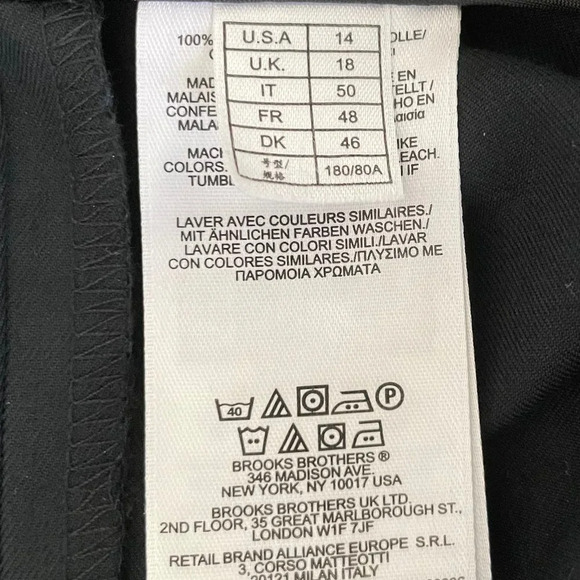 U.S.A 14
U.K. 18
IT 50
FR 48
DK 46
号型/
规格 180/80A
100%
OLLE/
MAD
EN
MALAIS
TELLT/
CONFE
HO EN
MALA
MACH
IKE
COLORS.
EACH.
TUMBL
IF
LAVER AVEC COULEURS SIMILAIRES./
MIT ÄHNLICHEN FARBEN WASCHEN./
LAVARE CON COLORI SIMILI./LAVAR
CON COLORES SIMILARES./ΠΛΥΣΙΜΟ ΜΕ
ΠΑΡΟΜΟΙΑ ΧΡΩΜΑΤΑ
40 P
BROOKS BROTHERS ®
346 MADISON AVE.
NEW YORK, NY 10017 USA
BROOKS BROTHERS UK LTD.
2ND FLOOR, 35 GREAT MARLBOROUGH ST.,
LONDON W1F 7JF
RETAIL BRAND ALLIANCE EUROPE S.R.L.
3, CORSO MATTEOTTI
20121 MILAN ITALY